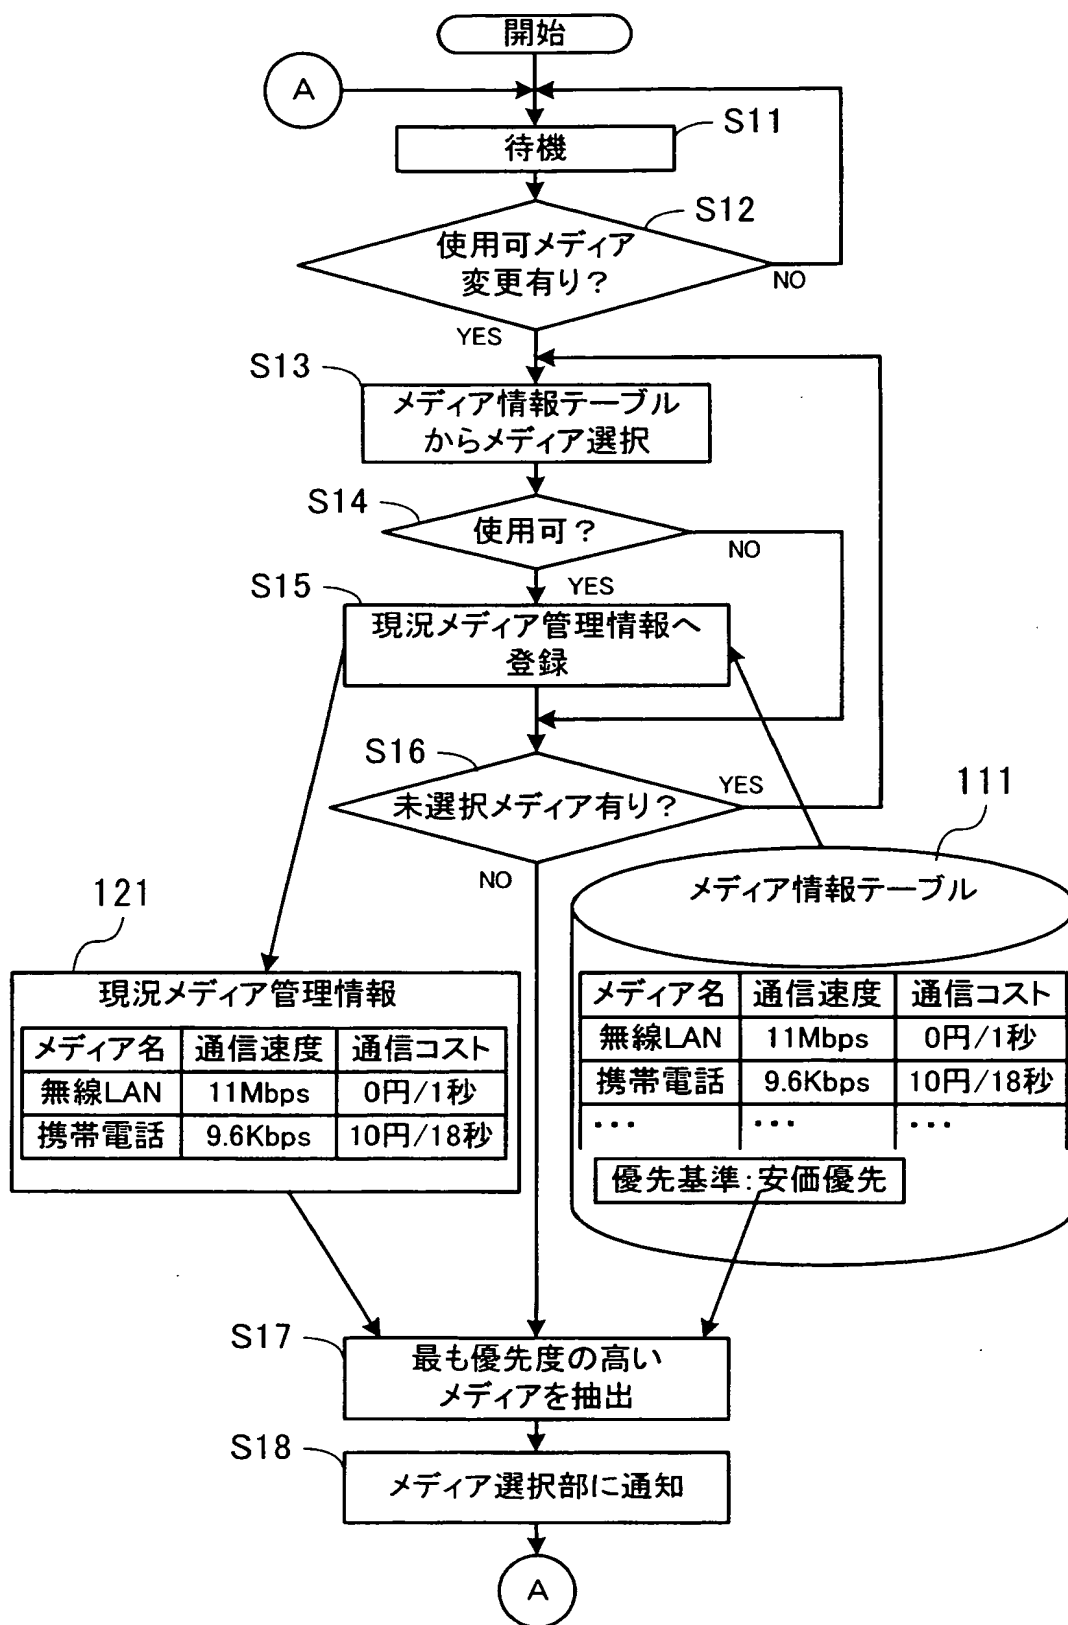 開始
A
S11
待機
S12
使用可メディア
変更有り?
NO
YES
S13
メディア情報テーブル
からメディア選択
S14
使用可?
NO
YES
S15
現況メディア管理情報へ
登録
S16
未選択メディア有り?
YES
NO
111
メディア情報テーブル
メディア名 通信速度 通信コスト
無線LAN 11Mbps 0円/1秒
携帯電話 9.6Kbps 10円/18秒
… … …
優先基準:安価優先
121
現況メディア管理情報
メディア名 通信速度 通信コスト
無線LAN 11Mbps 0円/1秒
携帯電話 9.6Kbps 10円/18秒
S17
最も優先度の高い
メディアを抽出
S18
メディア選択部に通知
A